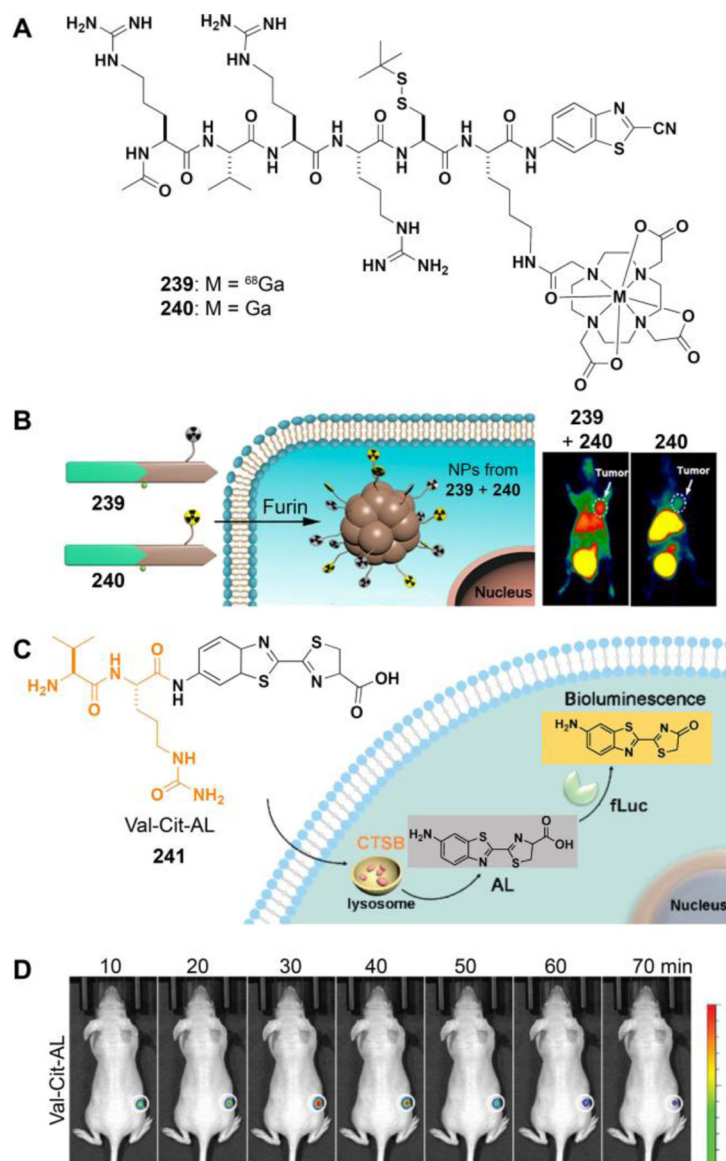 A
H2N
NH
HN
H2N
NH
HN
S
S
H
N
O
N
H
O
H
N
O
N
H
O
H
N
O
N
H
O
N
S
CN
HN
O
HN
NH2
HN
O
O
O
N
N
N
N
M
O
O
O
O
239: M = 68Ga
240: M = Ga
B
239
240
Furin
NPs from
239 + 240
Nucleus
239
+ 240
240
Tumor
Tumor
C
H2N
O
H
N
O
N
H
N
S
S
N
OH
O
NH
O
NH2
Val-Cit-AL
241
CTSB
lysosome
H2N
S
N
N
S
O
OH
AL
Bioluminescence
H2N
S
N
N
S
O
fLuc
Nucleus
D
10 20 30 40 50 60 70 min
Val-Cit-AL